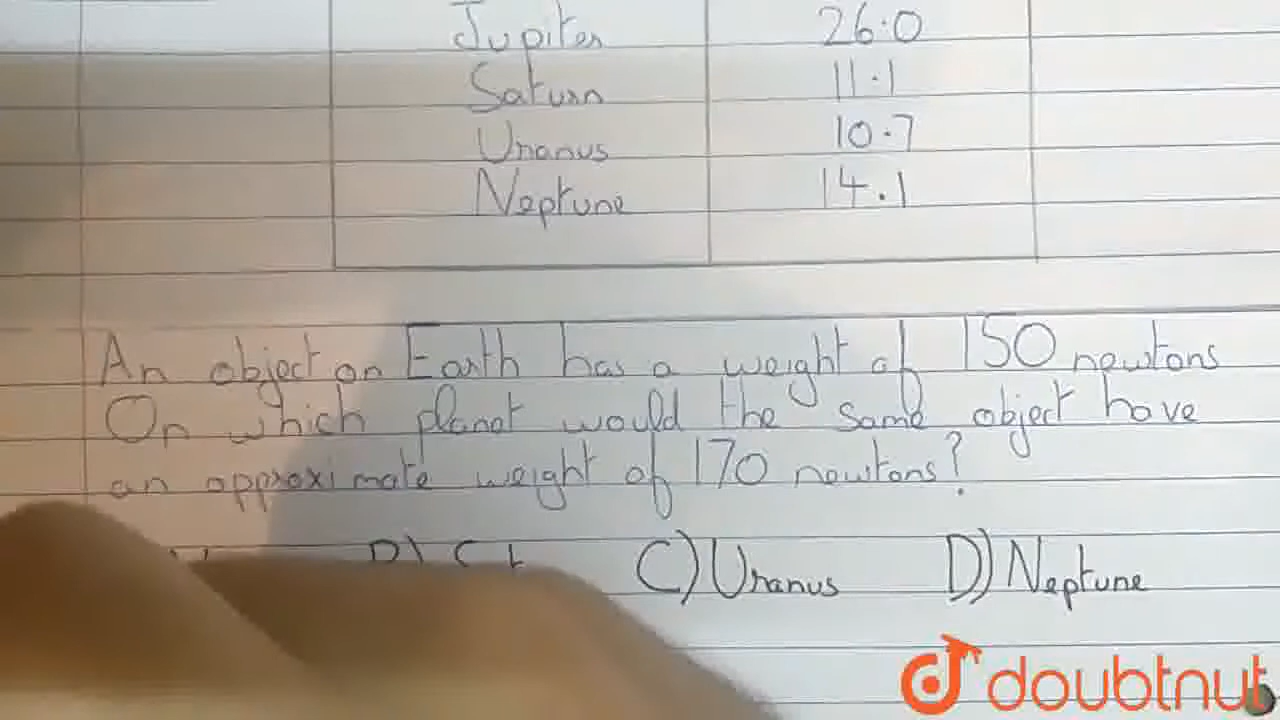 Jupiter 26.0
Saturn 11.1
Uranus 10.7
Neptune 14.1
An object on Earth has a weight of 150 newtons
On which planet would the same object have
an approximate weight of 170 newtons?
C) Uranus D) Neptune
doubtnut